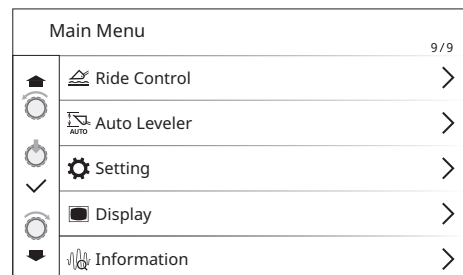 Main Menu
9/9
Ride Control
AUTO
Auto Leveler
Setting
Display
Information